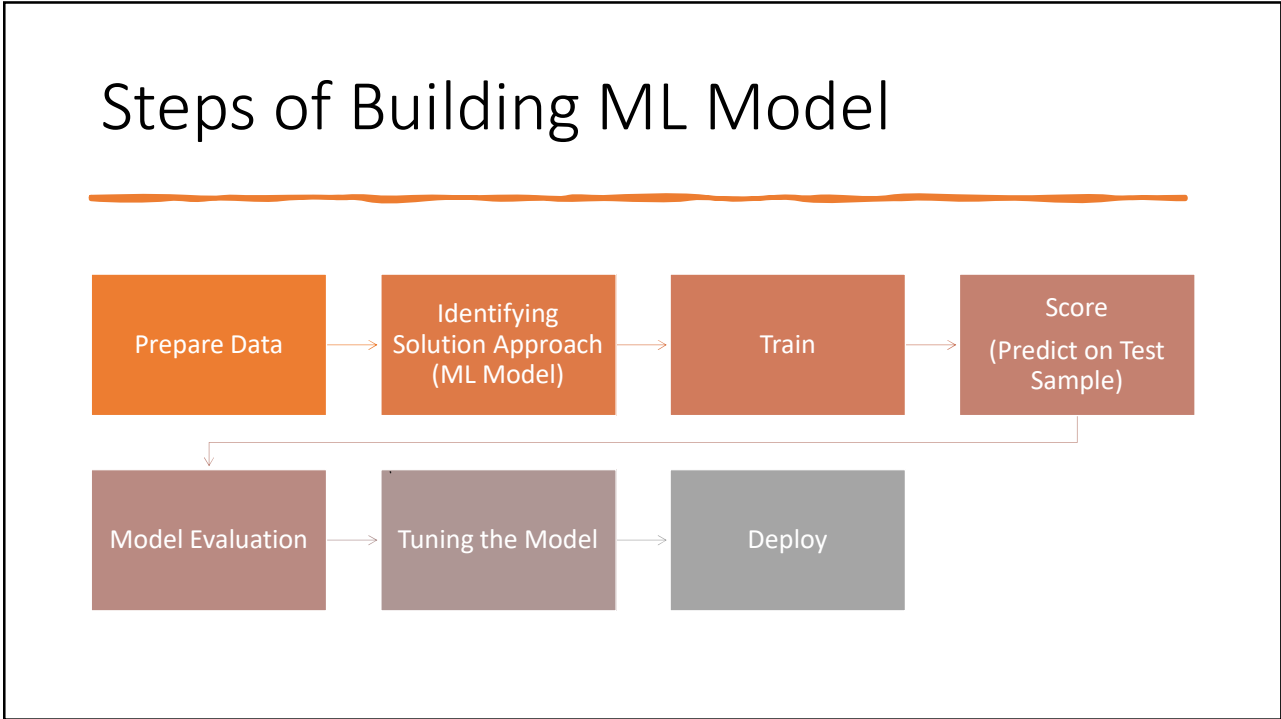 Steps of Building ML Model
Prepare Data
Identifying
Solution Approach
(ML Model)
Train
Score
(Predict on Test
Sample)
Model Evaluation
Tuning the Model
Deploy